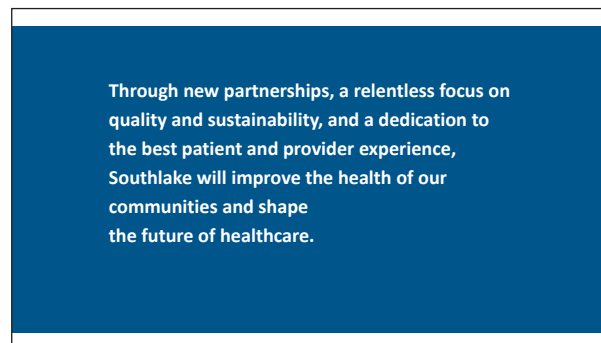 Through new partnerships, a relentless focus on
quality and sustainability, and a dedication to
the best patient and provider experience,
Southlake will improve the health of our
communities and shape
the future of healthcare.